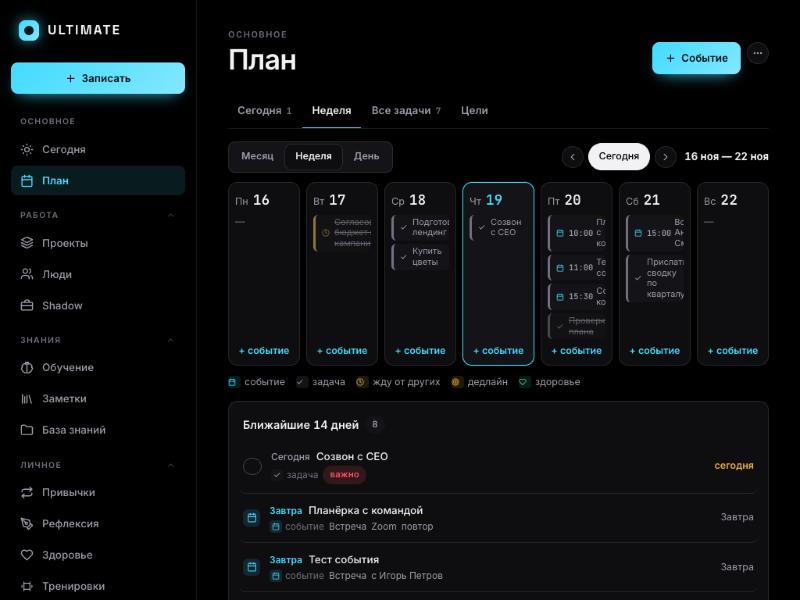 ULTIMATE
+ Записать
ОСНОВНОЕ
Сегодня
План
РАБОТА
Проекты
Люди
Shadow
ЗНАНИЯ
Обучение
Заметки
База знаний
ЛИЧНОЕ
Привычки
Рефлексия
Здоровье
Тренировки
ОСНОВНОЕ
План
+ Событие
Сегодня 1
Неделя
Все задачи 7
Цели
Месяц
Неделя
День
Сегодня
16 ноя — 22 ноя
Пн 16
—
+ событие
Вт 17
+ событие
Ср 18
лендинг
Купить
цветы
+ событие
Чт 19
Созвон
с CEO
+ событие
Пт 20
10:00
с
11:00
15:30
плана
+ событие
Сб 21
15:00
сводку
по
+ событие
Вс 22
—
+ событие
событие
задача
жду от других
дедлайн
здоровье
Ближайшие 14 дней 8
Сегодня Созвон с CEO
задача важно
сегодня
Завтра Планёрка с командой
событие Встреча Zoom повтор
Завтра
Завтра Тест события
событие Встреча с Игорь Петров
Завтра